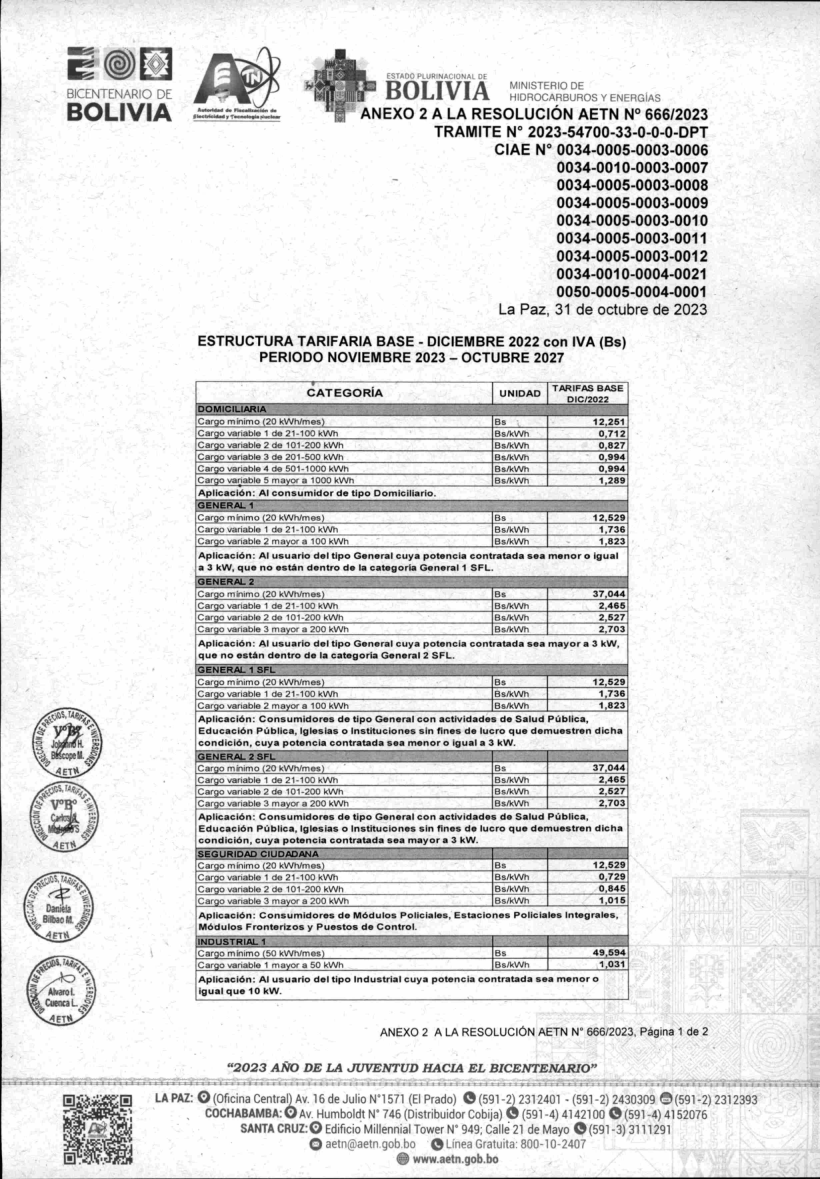 BICENTENARIO DE
BOLIVIA
AETN
Autoridad de Fiscalización de
Electricidad y Tecnología Nuclear
ESTADO PLURINACIONAL DE
BOLIVIA
MINISTERIO DE
HIDROCARBUROS Y ENERGÍAS
ANEXO 2 A LA RESOLUCIÓN AETN Nº 666/2023
TRAMITE N° 2023-54700-33-0-0-0-DPT
CIAE N° 0034-0005-0003-0006
0034-0010-0003-0007
0034-0005-0003-0008
0034-0005-0003-0009
0034-0005-0003-0010
0034-0005-0003-0011
0034-0005-0003-0012
0034-0010-0004-0021
0050-0005-0004-0001
La Paz, 31 de octubre de 2023
ESTRUCTURA TARIFARIA BASE - DICIEMBRE 2022 con IVA (Bs)
PERIODO NOVIEMBRE 2023 – OCTUBRE 2027
CATEGORÍA UNIDAD TARIFAS BASE DIC/2022
DOMICILIARIA
Cargo mínimo (20 kWh/mes) Bs 12,251
Cargo variable 1 de 21-100 kWh Bs/kWh 0,712
Cargo variable 2 de 101-200 kWh Bs/kWh 0,827
Cargo variable 3 de 201-500 kWh Bs/kWh 0,994
Cargo variable 4 de 501-1000 kWh Bs/kWh 0,994
Cargo variable 5 mayor a 1000 kWh Bs/kWh 1,289
Aplicación: Al consumidor de tipo Domiciliario.
GENERAL 1
Cargo mínimo (20 kWh/mes) Bs 12,529
Cargo variable 1 de 21-100 kWh Bs/kWh 1,736
Cargo variable 2 mayor a 100 kWh Bs/kWh 1,823
Aplicación: Al usuario del tipo General cuya potencia contratada sea menor o igual
a 3 kW, que no están dentro de la categoría General 1 SFL.
GENERAL 2
Cargo mínimo (20 kWh/mes) Bs 37,044
Cargo variable 1 de 21-100 kWh Bs/kWh 2,465
Cargo variable 2 de 101-200 kWh Bs/kWh 2,527
Cargo variable 3 mayor a 200 kWh Bs/kWh 2,703
Aplicación: Al usuario del tipo General cuya potencia contratada sea mayor a 3 kW,
que no están dentro de la categoría General 2 SFL.
GENERAL 1 SFL
Cargo mínimo (20 kWh/mes) Bs 12,529
Cargo variable 1 de 21-100 kWh Bs/kWh 1,736
Cargo variable 2 mayor a 100 kWh Bs/kWh 1,823
Aplicación: Consumidores de tipo General con actividades de Salud Pública,
Educación Pública, Iglesias o Instituciones sin fines de lucro que demuestren dicha
condición, cuya potencia contratada sea menor o igual a 3 kW.
GENERAL 2 SFL
Cargo mínimo (20 kWh/mes) Bs 37,044
Cargo variable 1 de 21-100 kWh Bs/kWh 2,465
Cargo variable 2 de 101-200 kWh Bs/kWh 2,527
Cargo variable 3 mayor a 200 kWh Bs/kWh 2,703
Aplicación: Consumidores de tipo General con actividades de Salud Pública,
Educación Pública, Iglesias o Instituciones sin fines de lucro que demuestren dicha
condición, cuya potencia contratada sea mayor a 3 kW.
SEGURIDAD CIUDADANA
Cargo mínimo (20 kWh/mes) Bs 12,529
Cargo variable 1 de 21-100 kWh Bs/kWh 0,729
Cargo variable 2 de 101-200 kWh Bs/kWh 0,845
Cargo variable 3 mayor a 200 kWh Bs/kWh 1,015
Aplicación: Consumidores de Módulos Policiales, Estaciones Policiales Integrales,
Módulos Fronterizos y Puestos de Control.
INDUSTRIAL 1
Cargo mínimo (50 kWh/mes) Bs 49,594
Cargo variable 1 mayor a 50 kWh Bs/kWh 1,031
Aplicación: Al usuario del tipo Industrial cuya potencia contratada sea menor o
igual que 10 kW.
DIRECCIÓN DE PRECIOS, TARIFAS E INVERSIONES
VºBº
Bascope M.
AETN
DIRECCIÓN DE PRECIOS, TARIFAS E INVERSIONES
VºBº
AETN
DIRECCIÓN DE PRECIOS, TARIFAS E INVERSIONES
Daniela
Bilbao M.
AETN
DIRECCIÓN DE PRECIOS, TARIFAS E INVERSIONES
Alvaro I.
Cuenca L.
AETN
ANEXO 2 A LA RESOLUCIÓN AETN N° 666/2023, Página 1 de 2
“2023 AÑO DE LA JUVENTUD HACIA EL BICENTENARIO”
LA PAZ: (Oficina Central) Av. 16 de Julio N°1571 (El Prado) (591-2) 2312401 - (591-2) 2430309 (591-2) 2312393
COCHABAMBA: Av. Humboldt N° 746 (Distribuidor Cobija) (591-4) 4142100 (591-4) 4152076
SANTA CRUZ: Edificio Millennial Tower N° 949; Calle 21 de Mayo (591-3) 3111291
aetn@aetn.gob.bo Línea Gratuita: 800-10-2407
www.aetn.gob.bo